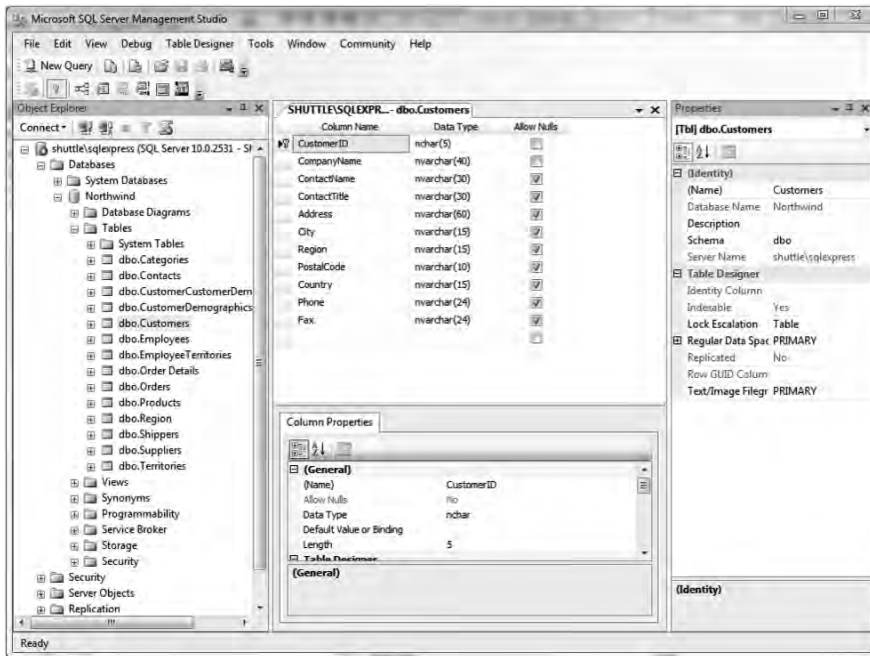 Microsoft SQL Server Management Studio
File Edit View Debug Table Designer Tools Window Community Help
New Query
Object Explorer
Connect
shuttle\sqlexpress (SQL Server 10.0.2531 - SH
Databases
System Databases
Northwind
Database Diagrams
Tables
System Tables
dbo.Categories
dbo.Contacts
dbo.CustomerCustomerDem
dbo.CustomerDemographics
dbo.Customers
dbo.Employees
dbo.EmployeeTerritories
dbo.Order Details
dbo.Orders
dbo.Products
dbo.Region
dbo.Shippers
dbo.Suppliers
dbo.Territories
Views
Synonyms
Programmability
Service Broker
Storage
Security
Security
Server Objects
Replication
SHUTTLE\SQLEXPR...- dbo.Customers
Column Name Data Type Allow Nulls
CustomerID nchar(5)
CompanyName nvarchar(40)
ContactName nvarchar(30)
ContactTitle nvarchar(30)
Address nvarchar(60)
City nvarchar(15)
Region nvarchar(15)
PostalCode nvarchar(10)
Country nvarchar(15)
Phone nvarchar(24)
Fax nvarchar(24)
Column Properties
(General)
(Name) CustomerID
Allow Nulls No
Data Type nchar
Default Value or Binding
Length 5
Table Designer
(General)
Properties
[Tbl] dbo.Customers
(Identity)
(Name) Customers
Database Name Northwind
Description
Schema dbo
Server Name shuttle\sqlexpress
Table Designer
Identity Column
Indexable Yes
Lock Escalation Table
Regular Data Spac PRIMARY
Replicated No
Row GUID Colum
Text/Image Filegr PRIMARY
(Identity)
Ready